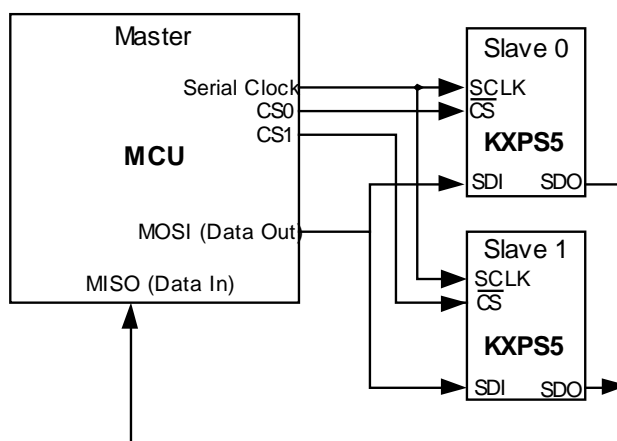 Master
Serial Clock
CS0
CS1
MCU
MOSI (Data Out)
MISO (Data In)
Slave 0
SCLK
CS
KXPS5
SDI SDO
Slave 1
SCLK
CS
KXPS5
SDI SDO